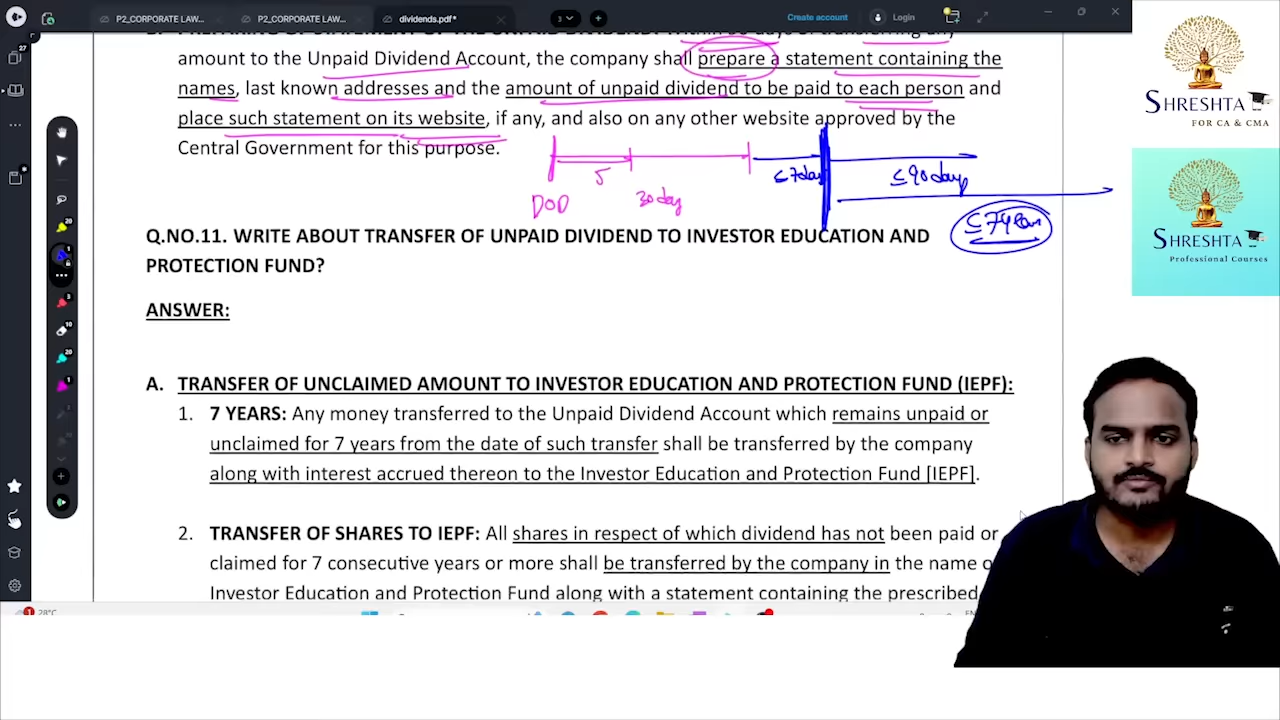 P2_CORPORATE LAW...
P2_CORPORATE LAW...
dividends.pdf*
3
Create account
Login
27
amount to the Unpaid Dividend Account, the company shall prepare a statement containing the
names, last known addresses and the amount of unpaid dividend to be paid to each person and
place such statement on its website, if any, and also on any other website approved by the
Central Government for this purpose.
5
30 day
DOD
≤7day
≤90 days
≤7 year
Q.NO.11. WRITE ABOUT TRANSFER OF UNPAID DIVIDEND TO INVESTOR EDUCATION AND
PROTECTION FUND?
ANSWER:
A. TRANSFER OF UNCLAIMED AMOUNT TO INVESTOR EDUCATION AND PROTECTION FUND (IEPF):
1. 7 YEARS: Any money transferred to the Unpaid Dividend Account which remains unpaid or
unclaimed for 7 years from the date of such transfer shall be transferred by the company
along with interest accrued thereon to the Investor Education and Protection Fund [IEPF].
2. TRANSFER OF SHARES TO IEPF: All shares in respect of which dividend has not been paid or
claimed for 7 consecutive years or more shall be transferred by the company in the name
Investor Education and Protection Fund along with a statement containing the prescribed
28°C
SHRESHTA
FOR CA & CMA
SHRESHTA
Professional Courses